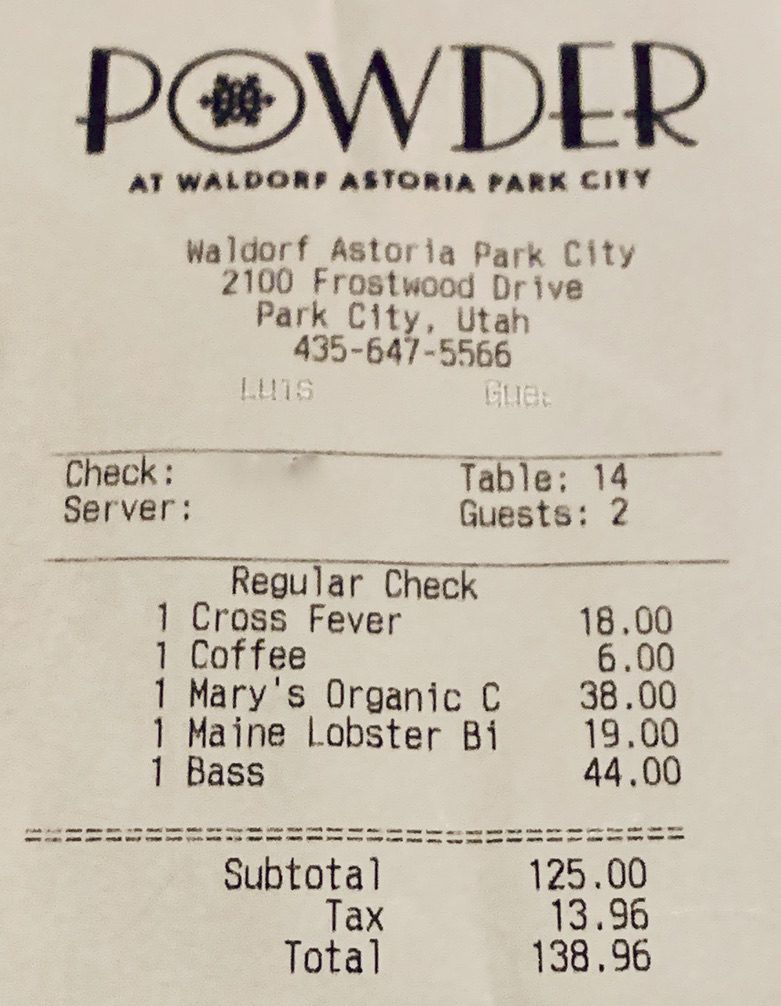 POWDER
AT WALDORF ASTORIA PARK CITY
Waldorf Astoria Park City
2100 Frostwood Drive
Park City, Utah
435-647-5566
Luis
Check: Table: 14
Server: Guests: 2
Regular Check
1 Cross Fever 18.00
1 Coffee 6.00
1 Mary's Organic C 38.00
1 Maine Lobster Bi 19.00
1 Bass 44.00
Subtotal 125.00
Tax 13.96
Total 138.96